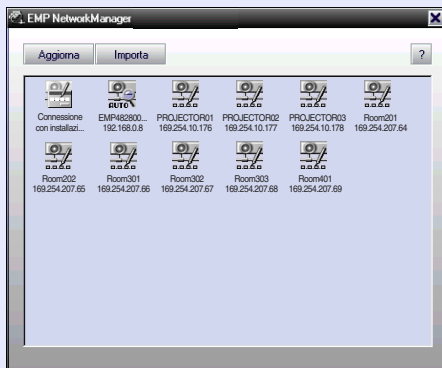 EMP NetworkManager
Aggiorna Importa ?
Connessione con installazi...
EMP482800... 192.168.0.8
PROJECTOR01 169.254.10.176
PROJECTOR02 169.254.10.177
PROJECTOR03 169.254.10.178
Room201 169.254.207.64
Room202 169.254.207.65
Room301 169.254.207.66
Room302 169.254.207.67
Room303 169.254.207.68
Room401 169.254.207.69